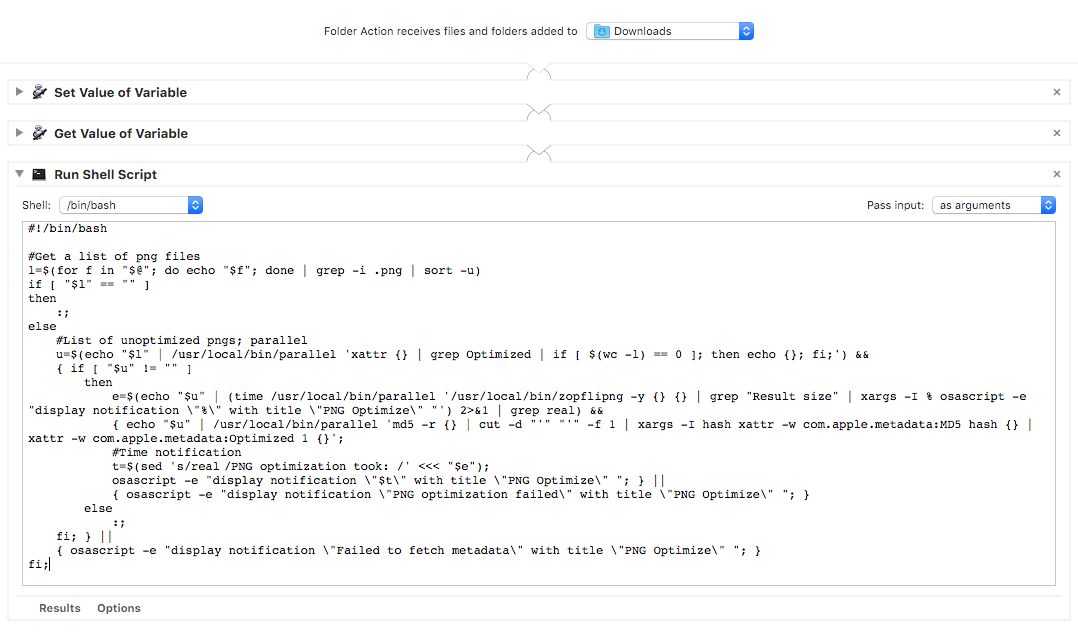 Folder Action receives files and folders added to Downloads
Set Value of Variable
Get Value of Variable
Run Shell Script
Shell: /bin/bash Pass input: as arguments
#!/bin/bash
#Get a list of png files
l=$(for f in "$@"; do echo "$f"; done | grep -i .png | sort -u)
if [ "$l" == "" ]
then
    :;
else
    #List of unoptimized pngs; parallel
    u=$(echo "$l" | /usr/local/bin/parallel 'xattr {} | grep Optimized | if [ $(wc -l) == 0 ]; then echo {}; fi;') &&
    { if [ "$u" != "" ]
        then
            e=$(echo "$u" | (time /usr/local/bin/parallel '/usr/local/bin/zopflipng -y {} {} | grep "Result size" | xargs -I % osascript -e
"display notification \"%\" with title \"PNG Optimize\" "') 2>&1 | grep real) &&
            { echo "$u" | /usr/local/bin/parallel 'md5 -r {} | cut -d "'" "'" -f 1 | xargs -I hash xattr -w com.apple.metadata:MD5 hash {} |
xattr -w com.apple.metadata:Optimized 1 {}';
            #Time notification
            t=$(sed 's/real /PNG optimization took: /' <<< "$e");
            osascript -e "display notification \"$t\" with title \"PNG Optimize\" "; } ||
            { osascript -e "display notification \"PNG optimization failed\" with title \"PNG Optimize\" "; }
        else
            :;
    fi; } ||
    { osascript -e "display notification \"Failed to fetch metadata\" with title \"PNG Optimize\" "; }
fi;
Results Options